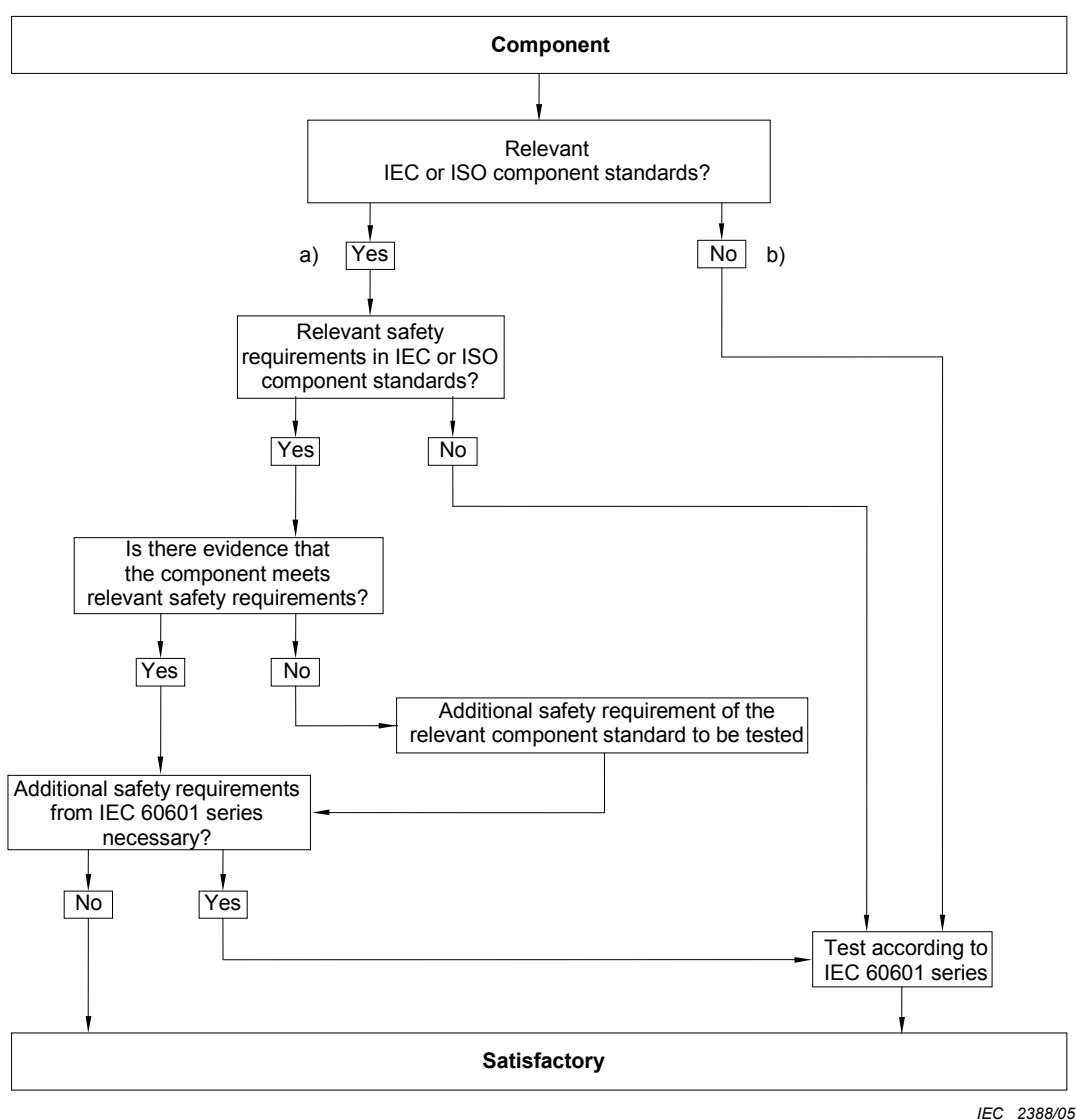 Component
Relevant
IEC or ISO component standards?
a)
Yes
No
b)
Relevant safety
requirements in IEC or ISO
component standards?
Yes
No
Is there evidence that
the component meets
relevant safety requirements?
Yes
No
Additional safety requirement of the
relevant component standard to be tested
Additional safety requirements
from IEC 60601 series
necessary?
No
Yes
Test according to
IEC 60601 series
Satisfactory
IEC 2388/05